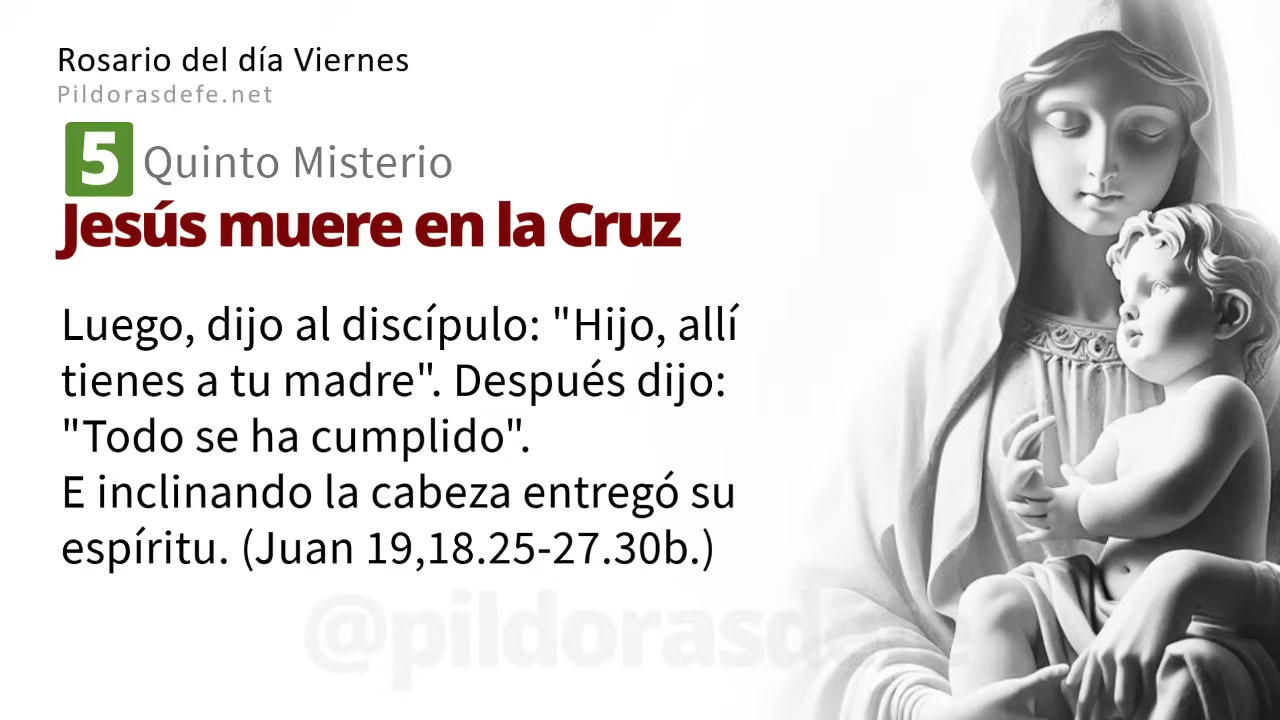 Rosario del día Viernes
Pildorasdefe.net
5 Quinto Misterio
Jesús muere en la Cruz
Luego, dijo al discípulo: "Hijo, allí
tienes a tu madre". Después dijo:
"Todo se ha cumplido".
E inclinando la cabeza entregó su
espíritu. (Juan 19,18.25-27.30b.)
@pildorasdefe